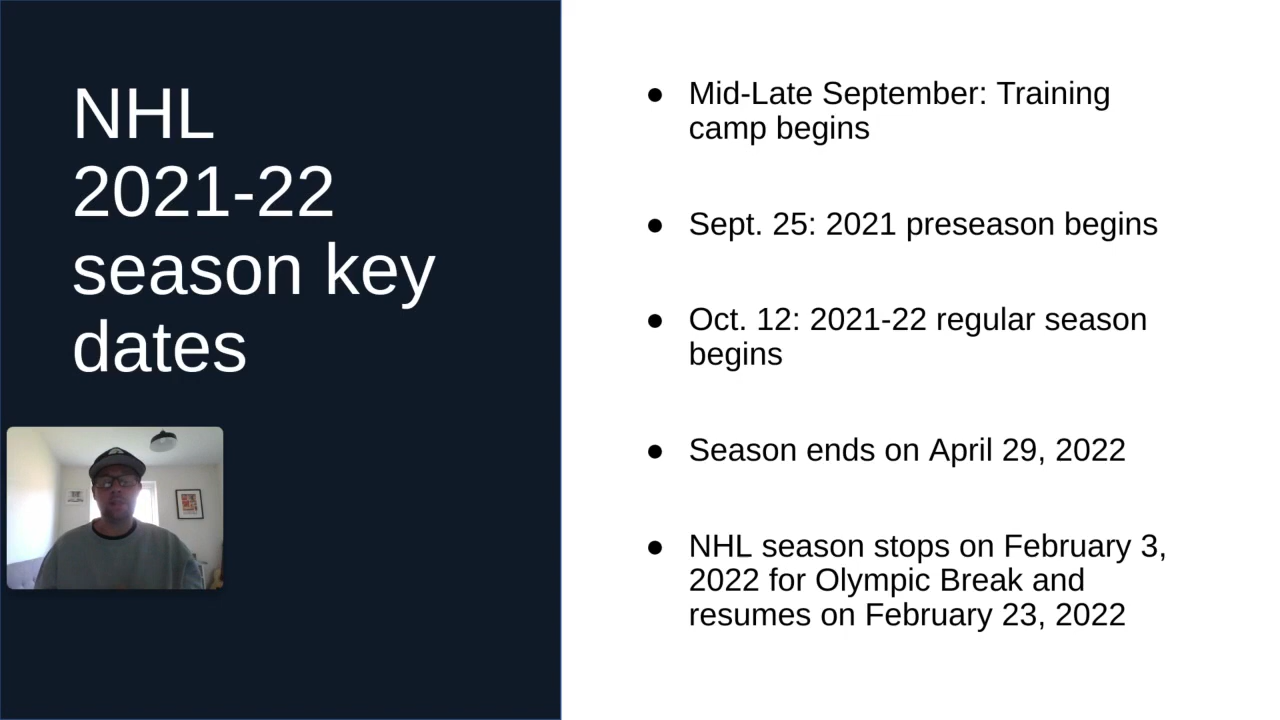 NHL
2021-22
season key
dates
● Mid-Late September: Training
camp begins
● Sept. 25: 2021 preseason begins
● Oct. 12: 2021-22 regular season
begins
● Season ends on April 29, 2022
● NHL season stops on February 3,
2022 for Olympic Break and
resumes on February 23, 2022